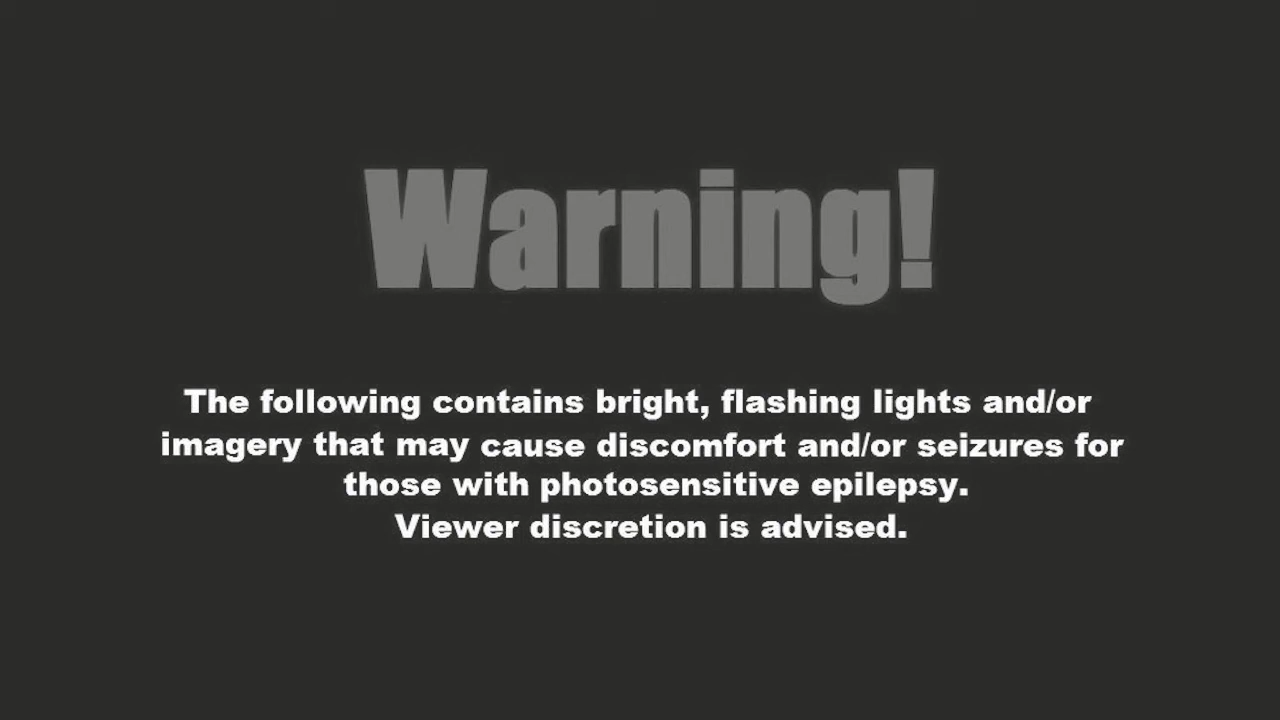 Warning!
The following contains bright, flashing lights and/or
imagery that may cause discomfort and/or seizures for
those with photosensitive epilepsy.
Viewer discretion is advised.